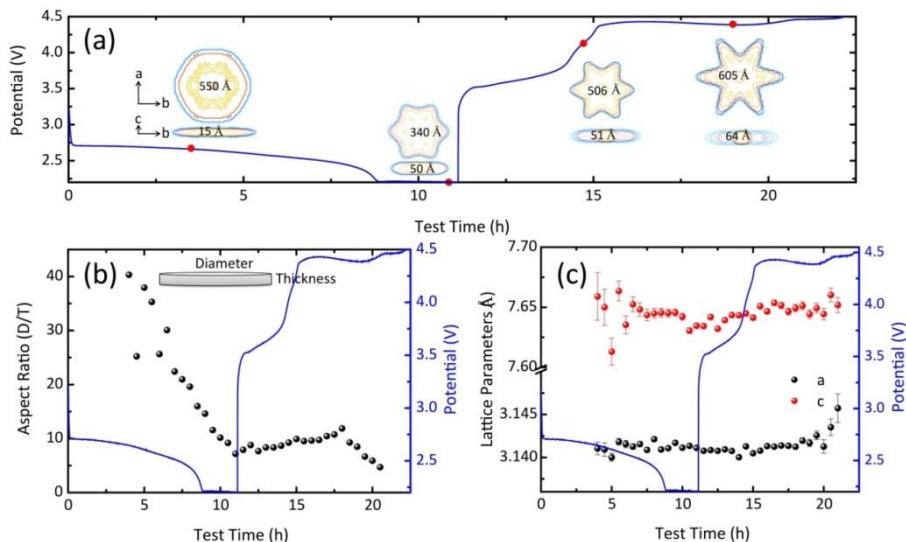 (a)
Potential (V)
4.5
4.0
3.5
3.0
2.5
a
b
c
b
550 Å
15 Å
340 Å
50 Å
506 Å
51 Å
605 Å
64 Å
0
5
10
15
20
Test Time (h)
(b)
Aspect Ratio (D/T)
40
30
20
10
0
Diameter
Thickness
4.5
4.0
3.5
3.0
2.5
Potential (V)
0
5
10
15
20
Test Time (h)
(c)
Lattice Parameters Å
7.70
7.65
7.60
3.145
3.140
a
c
4.5
4.0
3.5
3.0
2.5
Potential (V)
0
5
10
15
20
Test Time (h)